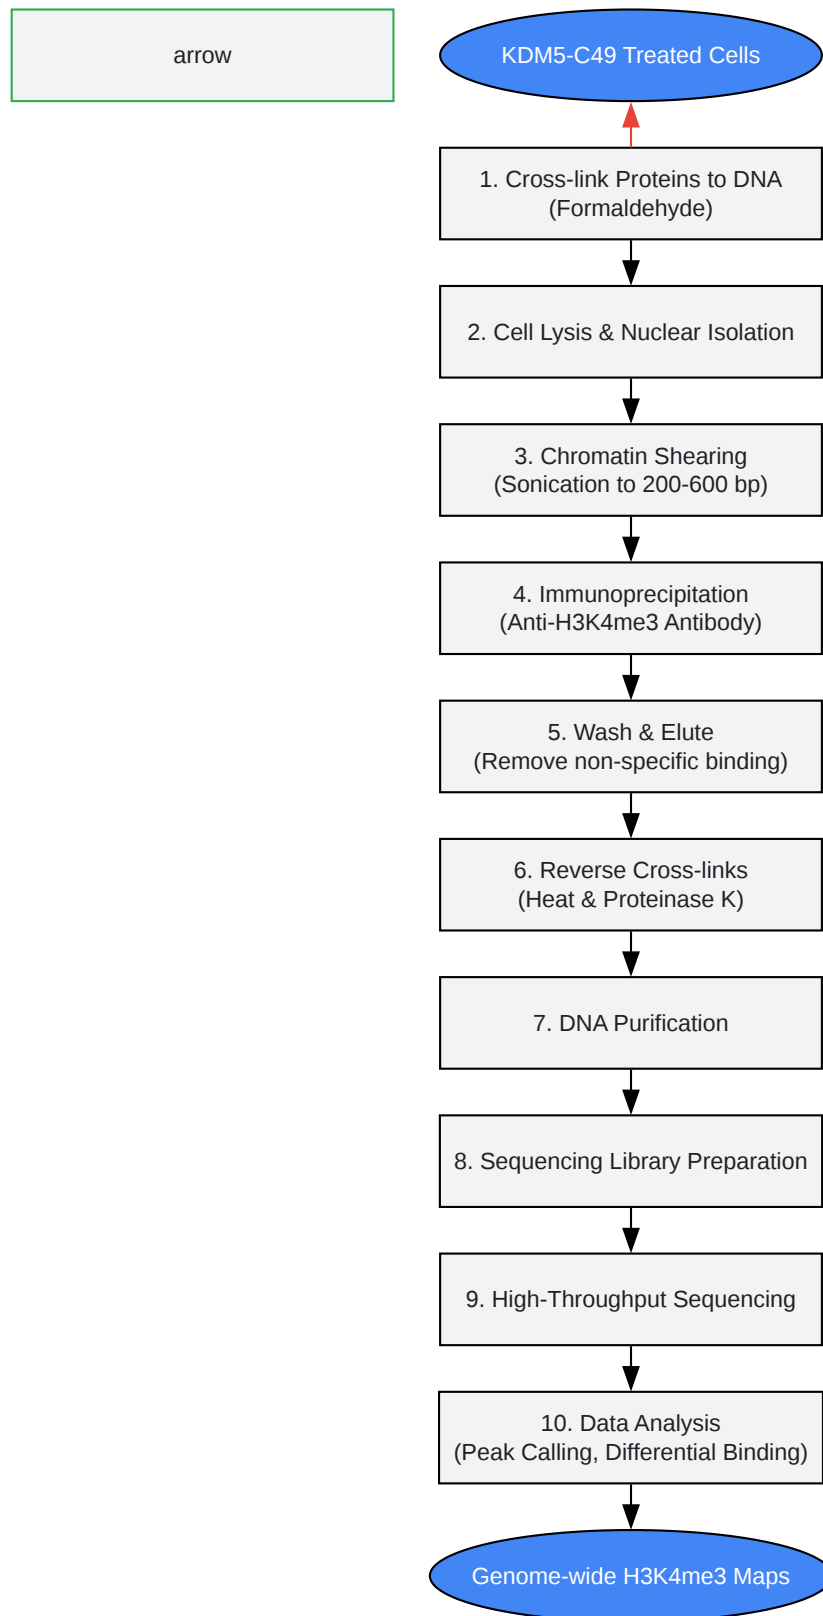 arrow
KDM5-C49 Treated Cells
1. Cross-link Proteins to DNA
(Formaldehyde)
2. Cell Lysis & Nuclear Isolation
3. Chromatin Shearing
(Sonication to 200-600 bp)
4. Immunoprecipitation
(Anti-H3K4me3 Antibody)
5. Wash & Elute
(Remove non-specific binding)
6. Reverse Cross-links
(Heat & Proteinase K)
7. DNA Purification
8. Sequencing Library Preparation
9. High-Throughput Sequencing
10. Data Analysis
(Peak Calling, Differential Binding)
Genome-wide H3K4me3 Maps